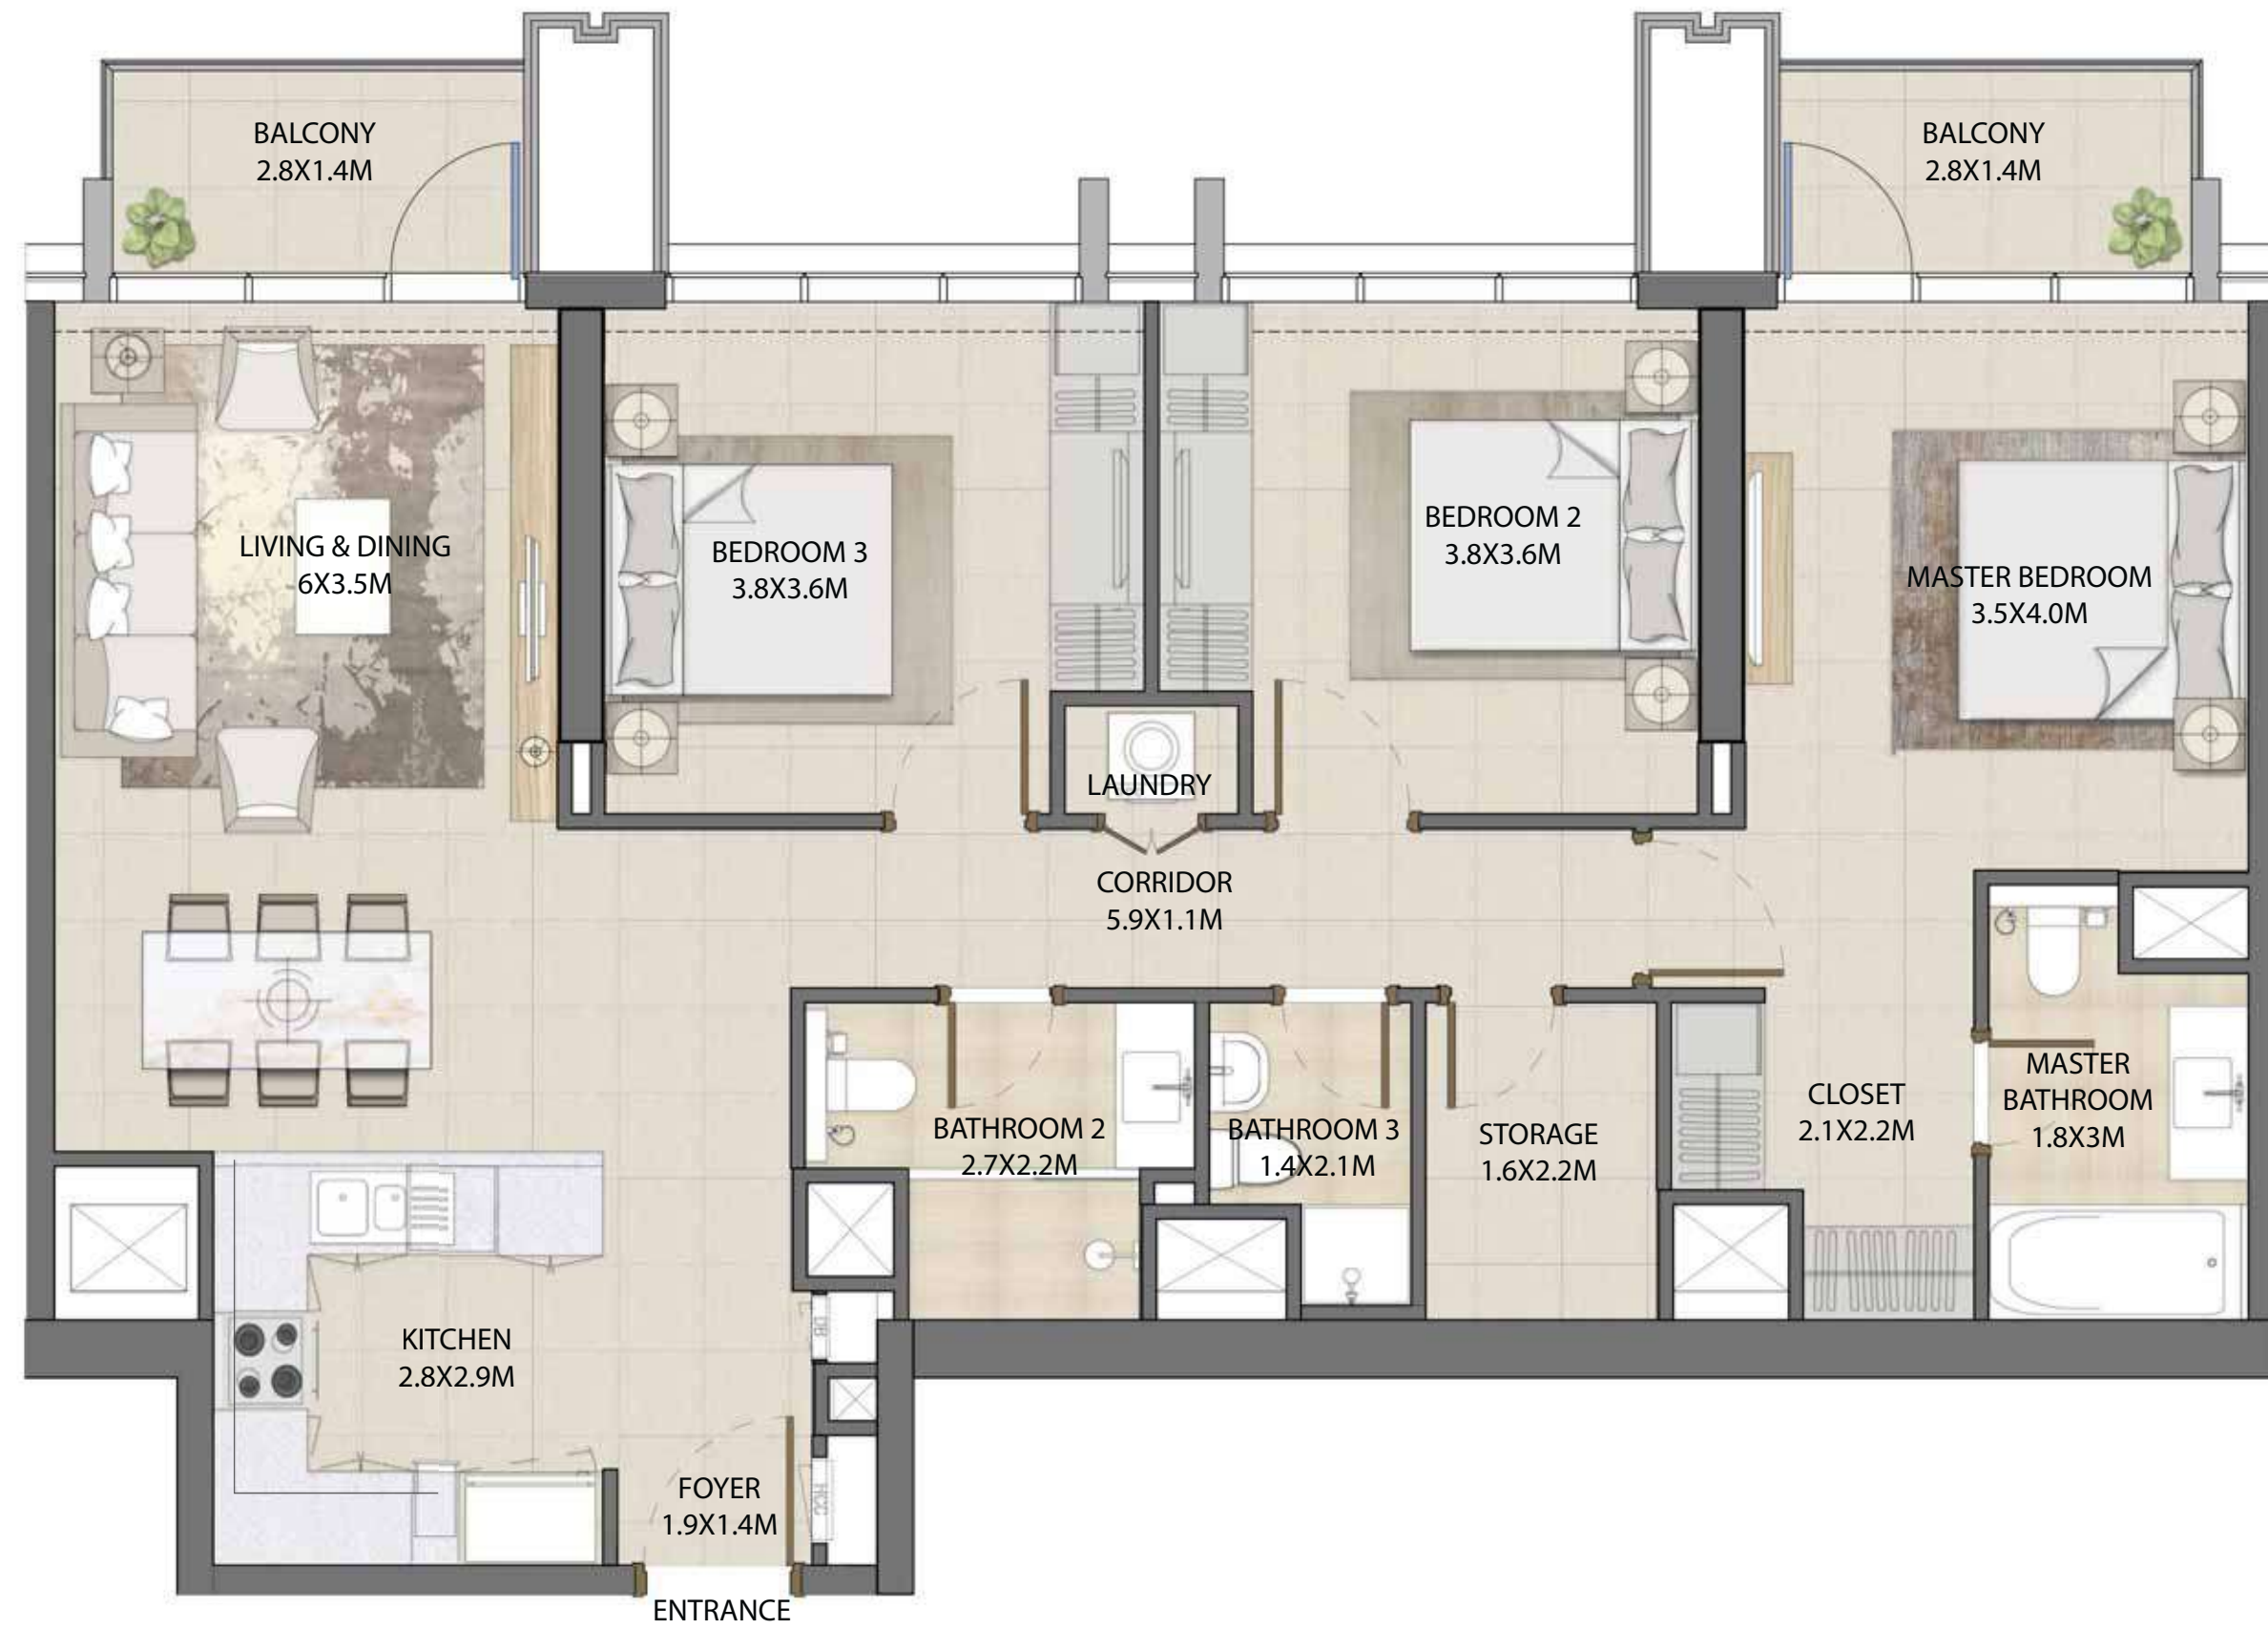 BALCONY
2.8X1.4M
BALCONY
2.8X1.4M
LIVING & DINING
6X3.5M
BEDROOM 3
3.8X3.6M
BEDROOM 2
3.8X3.6M
MASTER BEDROOM
3.5X4.0M
LAUNDRY
CORRIDOR
5.9X1.1M
BATHROOM 2
2.7X2.2M
BATHROOM 3
1.4X2.1M
STORAGE
1.6X2.2M
CLOSET
2.1X2.2M
MASTER
BATHROOM
1.8X3M
KITCHEN
2.8X2.9M
DB
FOYER
1.9X1.4M
HCC
ENTRANCE